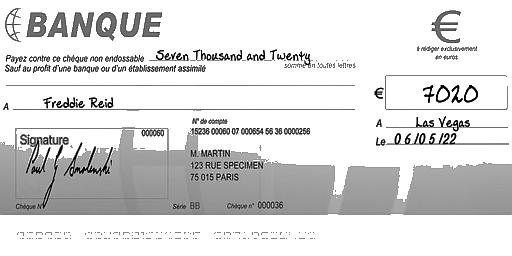 BANQUE
€
à rédiger exclusivement
en euros
Payez contre ce chèque non endossable Seven Thousand and Twenty
Sauf au profit d'une banque ou d'un établissement assimilé
somme en toutes lettres
A Freddie Reid
€ 7020
A Las Vegas
Le 06/05/22
Signature
000060
Paul J Smolinski
N° de compte
15236 00060 07 000654 56 36 0000256
M. MARTIN
123 RUE SPECIMEN
75 015 PARIS
Chèque N°
Série BB
Chèque n° 000036